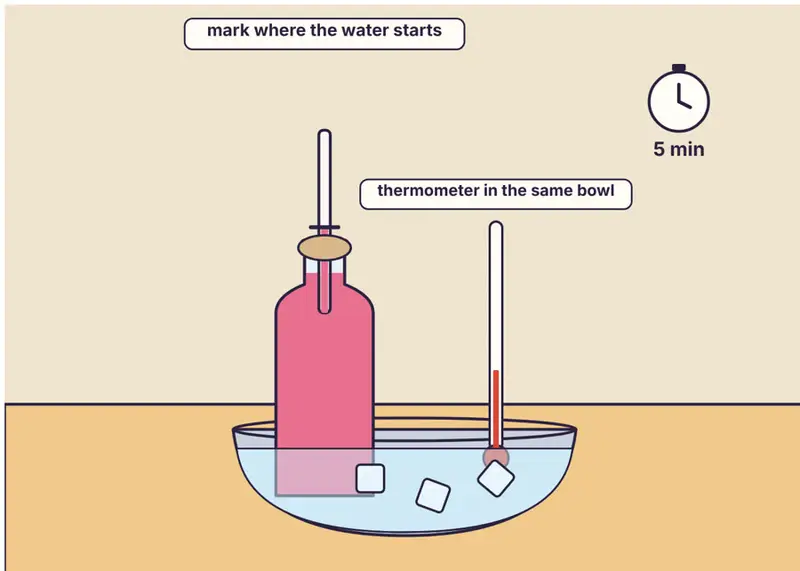 mark where the water starts
5 min
thermometer in the same bowl